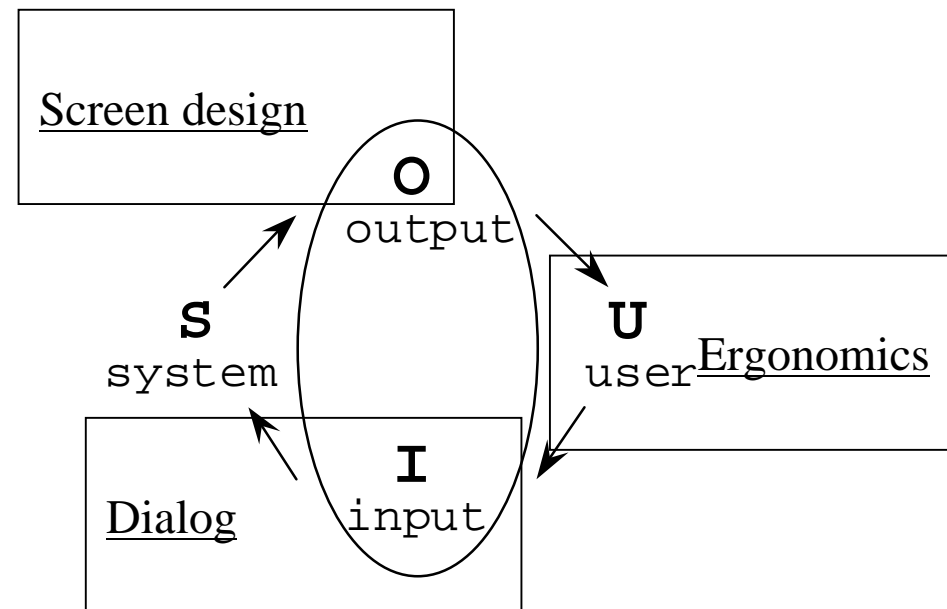 Screen design
O
output
S
system
U
user
Ergonomics
I
input
Dialog